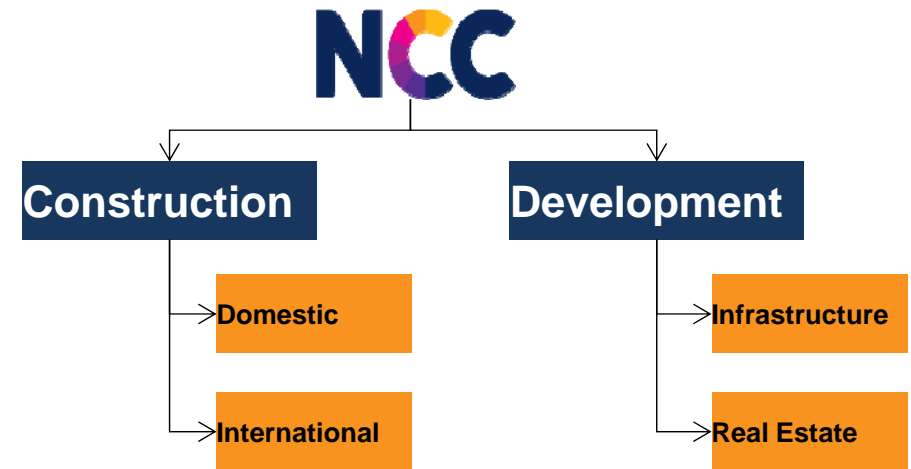 NCC
Construction
Development
Domestic
Infrastructure
International
Real Estate